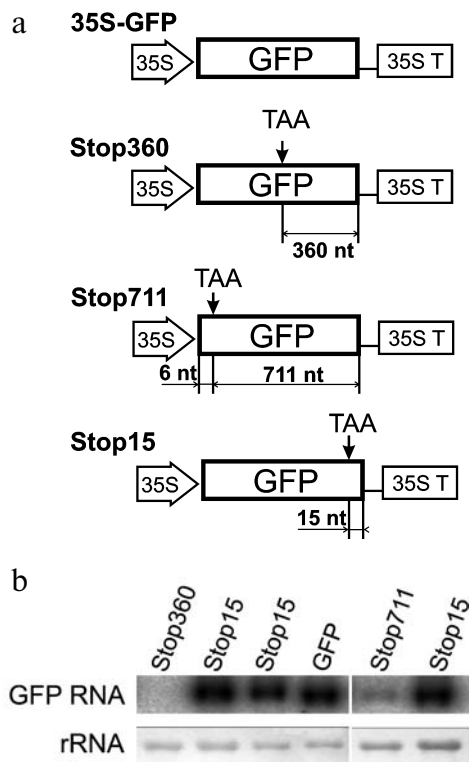 a
35S-GFP
35S GFP 35S T
TAA
Stop360
35S GFP 35S T
360 nt
TAA
Stop711
35S GFP 35S T
6 nt 711 nt
TAA
Stop15
35S GFP 35S T
15 nt
b
Stop360 Stop15 Stop15 GFP Stop711 Stop15
GFP RNA
rRNA